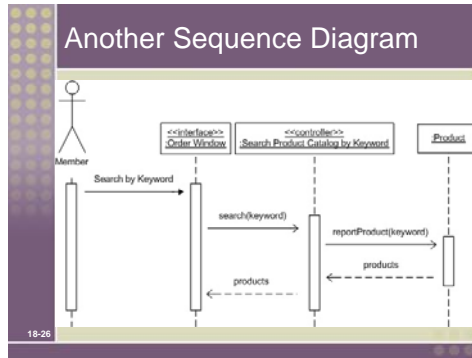 Another Sequence Diagram
<<interface>>
:Order Window
<<controller>>
:Search Product Catalog by Keyword
:Product
Member
Search by Keyword
search(keyword)
reportProduct(keyword)
products
products
18-26